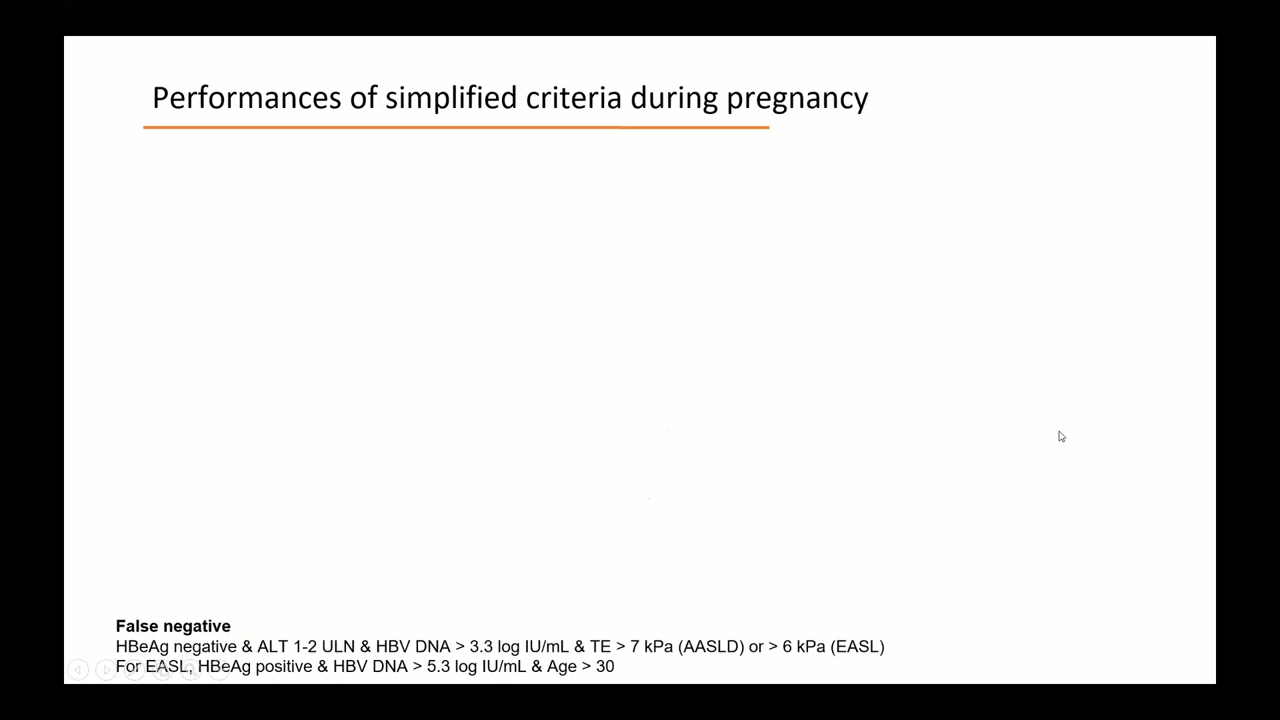 Performances of simplified criteria during pregnancy
False negative
HBeAg negative & ALT 1-2 ULN & HBV DNA > 3.3 log IU/mL & TE > 7 kPa (AASLD) or > 6 kPa (EASL)
For EASL, HBeAg positive & HBV DNA > 5.3 log IU/mL & Age > 30